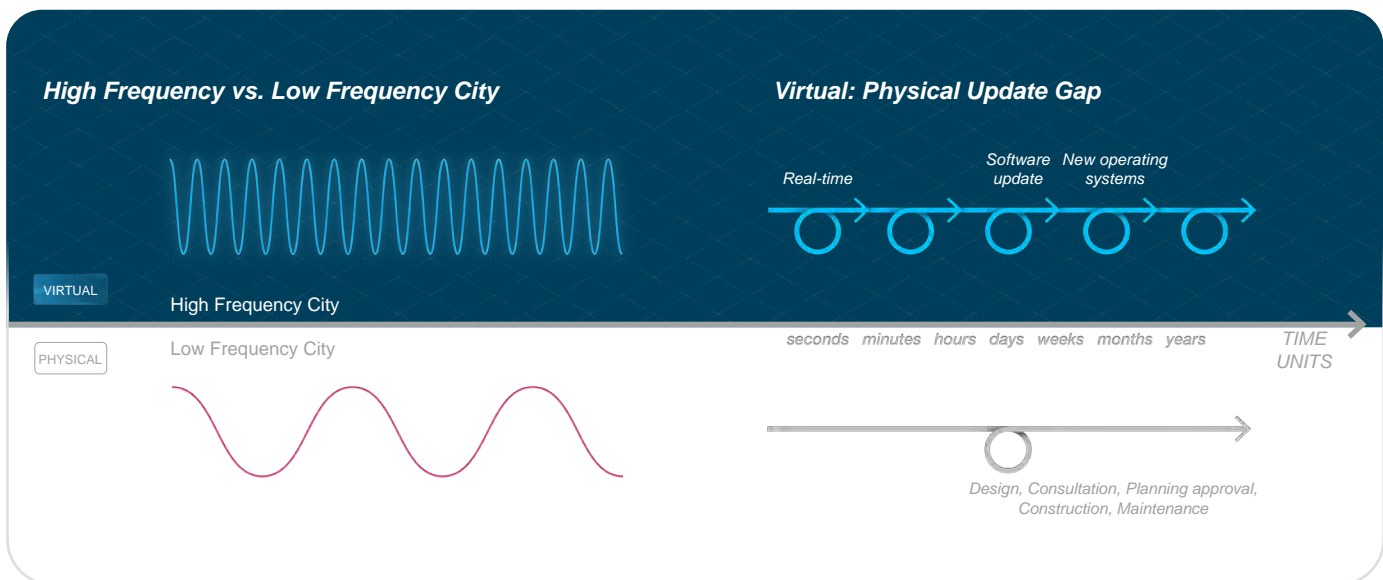 High Frequency vs. Low Frequency City
Virtual: Physical Update Gap
Real-time
Software
update
New operating
systems
VIRTUAL
High Frequency City
PHYSICAL
Low Frequency City
seconds minutes hours days weeks months years
TIME
UNITS
Design, Consultation, Planning approval,
Construction, Maintenance